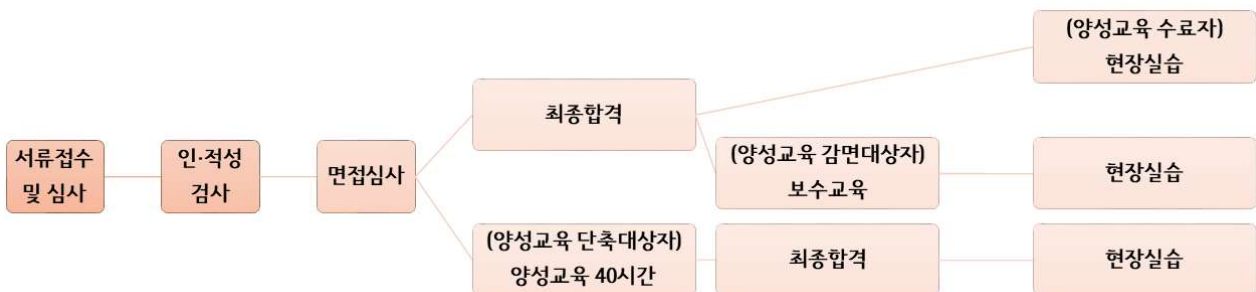 서류접수
및 심사
인·적성
검사
면접심사
최종합격
(양성교육 수료자)
현장실습
(양성교육 감면대상자)
보수교육
현장실습
(양성교육 단축대상자)
양성교육 40시간
최종합격
현장실습